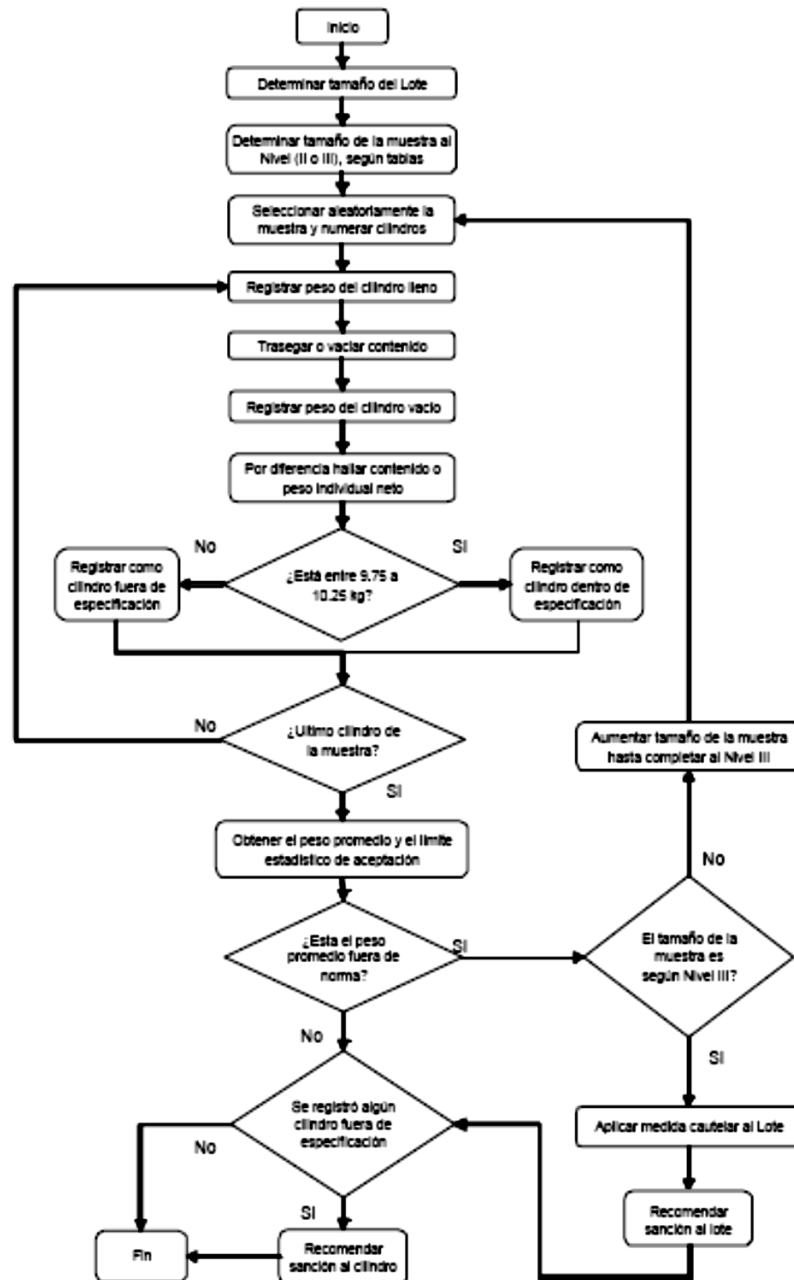 Inicio
Determinar tamaño del Lote
Determinar tamaño de la muestra al
Nivel (II o III), según tablas
Seleccionar aleatoriamente la
muestra y numerar cilindros
Registrar peso del cilindro lleno
Trasegar o vaciar contenido
Registrar peso del cilindro vacío
Por diferencia hallar contenido o
peso individual neto
No
SI
Registrar como
cilindro fuera de
especificación
¿Está entre 9.75 a
10.25 kg?
Registrar como
cilindro dentro de
especificación
No
¿Ultimo cilindro de
la muestra?
SI
Aumentar tamaño de la muestra
hasta completar al Nivel III
Obtener el peso promedio y el límite
estadístico de aceptación
No
¿Esta el peso
promedio fuera de
norma?
SI
El tamaño de la
muestra es
según Nivel III?
No
SI
Se registró algún
cilindro fuera de
especificación
No
SI
Aplicar medida cautelar al Lote
Recomendar
sanción al lote
Fin
Recomendar
sanción al cilindro